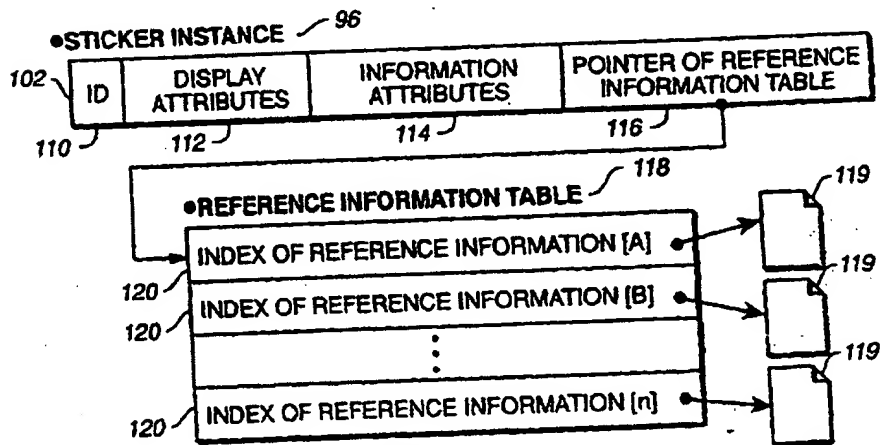 •STICKER INSTANCE 96
102 ID DISPLAY ATTRIBUTES INFORMATION ATTRIBUTES POINTER OF REFERENCE INFORMATION TABLE
110 112 114 116
•REFERENCE INFORMATION TABLE 118
119
INDEX OF REFERENCE INFORMATION [A]
120
119
INDEX OF REFERENCE INFORMATION [B]
120
119
120 INDEX OF REFERENCE INFORMATION [n]